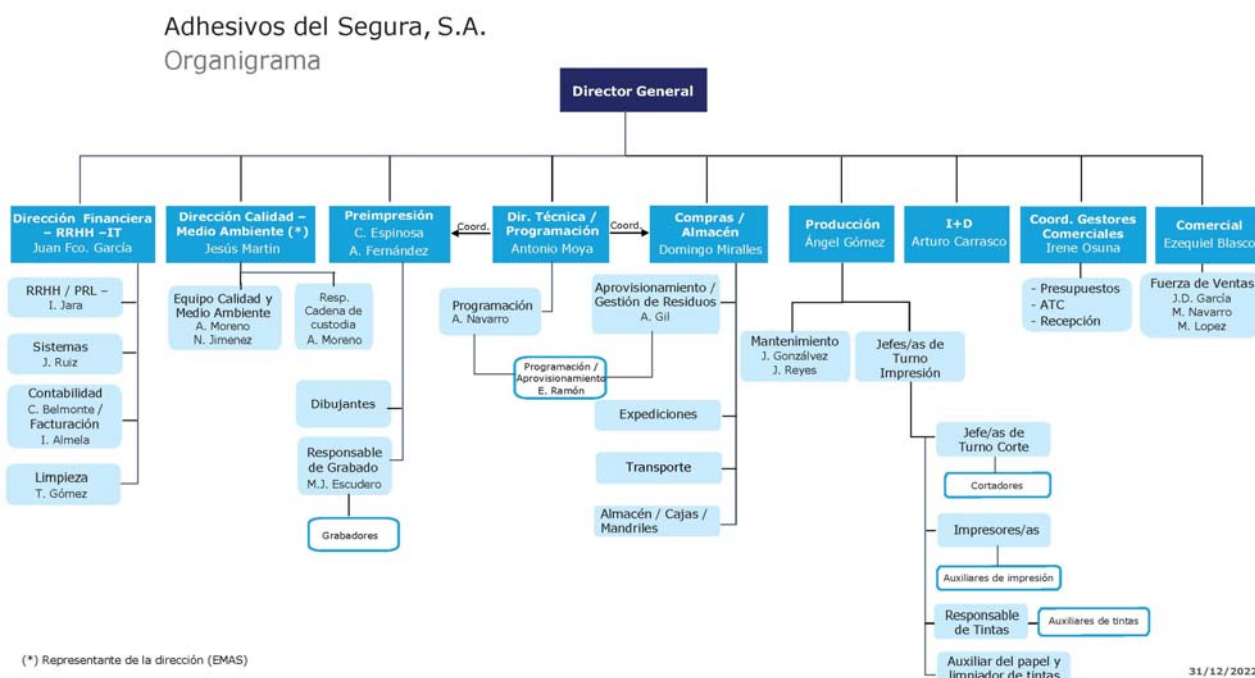 Adhesivos del Segura, S.A.
Organigrama
Director General
Dirección Financiera
– RRHH –IT
Juan Fco. García
Dirección Calidad –
Medio Ambiente (*)
Jesús Martin
Preimpresión
C. Espinosa
A. Fernández
Coord.
Dir. Técnica /
Programación
Antonio Moya
Coord.
Compras /
Almacén
Domingo Miralles
Producción
Ángel Gómez
I+D
Arturo Carrasco
Coord. Gestores
Comerciales
Irene Osuna
Comercial
Ezequiel Blasco
RRHH / PRL –
I. Jara
Sistemas
J. Ruiz
Contabilidad
C. Belmonte /
Facturación
I. Almela
Limpieza
T. Gómez
Equipo Calidad y
Medio Ambiente
A. Moreno
N. Jimenez
Resp.
Cadena de
custodia
A. Moreno
Dibujantes
Responsable
de Grabado
M.J. Escudero
Grabadores
Programación
A. Navarro
Programación /
Aprovisionamiento
E. Ramón
Aprovisionamiento /
Gestión de Residuos
A. Gil
Expediciones
Transporte
Almacén / Cajas /
Mandriles
Mantenimiento
J. Gonzálvez
J. Reyes
Jefes/as de
Turno
Impresión
Jefe/as de
Turno Corte
Cortadores
Impresores/as
Auxiliares de impresión
Responsable
de Tintas
Auxiliares de tintas
Auxiliar del papel y
limpiador de tintas
- Presupuestos
- ATC
- Recepción
Fuerza de Ventas
J.D. García
M. Navarro
M. Lopez
(*) Representante de la dirección (EMAS)
31/12/2022